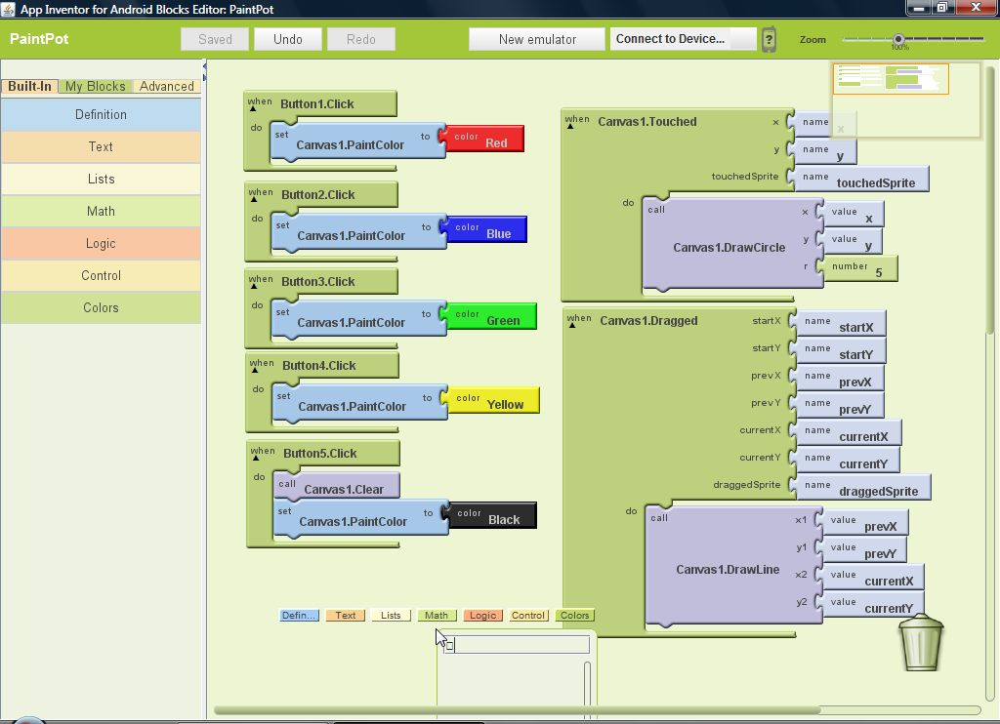 App Inventor for Android Blocks Editor: PaintPot
PaintPot
Saved
Undo
Redo
New emulator
Connect to Device...
?
Zoom
100%
Built-In
My Blocks
Advanced
Definition
Text
Lists
Math
Logic
Control
Colors
when Button1.Click
do
set Canvas1.PaintColor to
color Red
when Button2.Click
do
set Canvas1.PaintColor to
color Blue
when Button3.Click
do
set Canvas1.PaintColor to
color Green
when Button4.Click
do
set Canvas1.PaintColor to
color Yellow
when Button5.Click
do
call Canvas1.Clear
set Canvas1.PaintColor to
color Black
when Canvas1.Touched
x name x
y name y
touchedSprite name touchedSprite
do
call Canvas1.DrawCircle
x value x
y value y
r number 5
when Canvas1.Dragged
startX name startX
startY name startY
prevX name prevX
prevY name prevY
currentX name currentX
currentY name currentY
draggedSprite name draggedSprite
do
call Canvas1.DrawLine
x1 value prevX
y1 value prevY
x2 value currentX
y2 value currentY
Defin...
Text
Lists
Math
Logic
Control
Colors